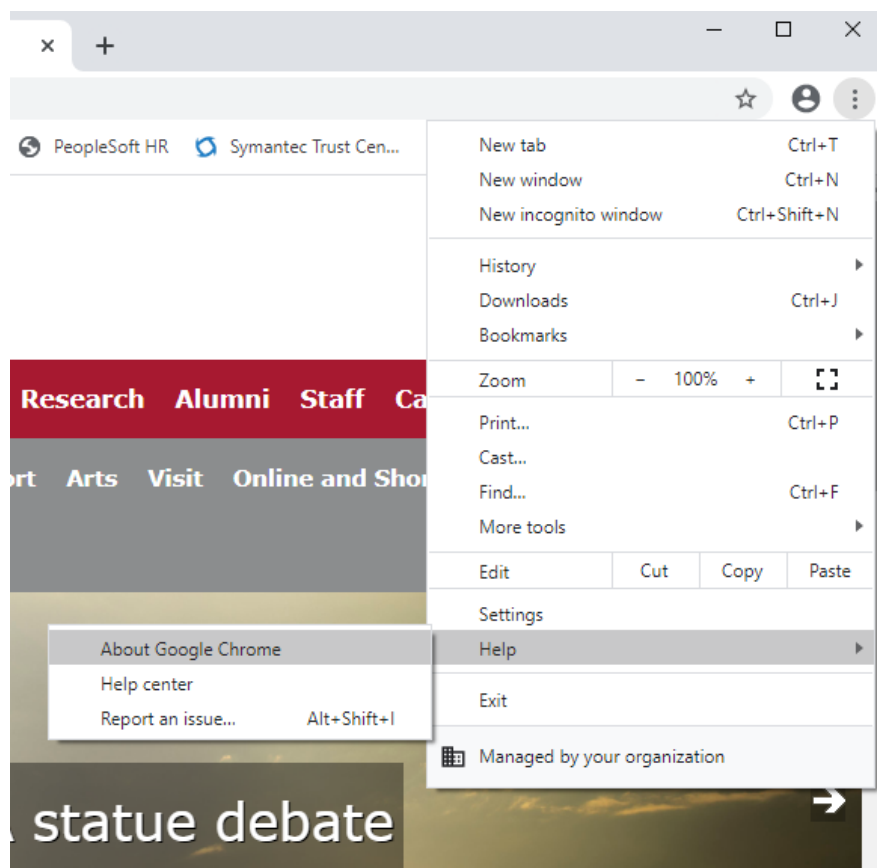 PeopleSoft HR Symantec Trust Cen...
New tab Ctrl+T
New window Ctrl+N
New incognito window Ctrl+Shift+N
History
Downloads Ctrl+J
Bookmarks
Zoom - 100% +
Print... Ctrl+P
Cast...
Find... Ctrl+F
More tools
Edit Cut Copy Paste
Settings
Help
Exit
Managed by your organization
About Google Chrome
Help center
Report an issue... Alt+Shift+I
Research Alumni Staff Ca
rt Arts Visit Online and Shor
statue debate